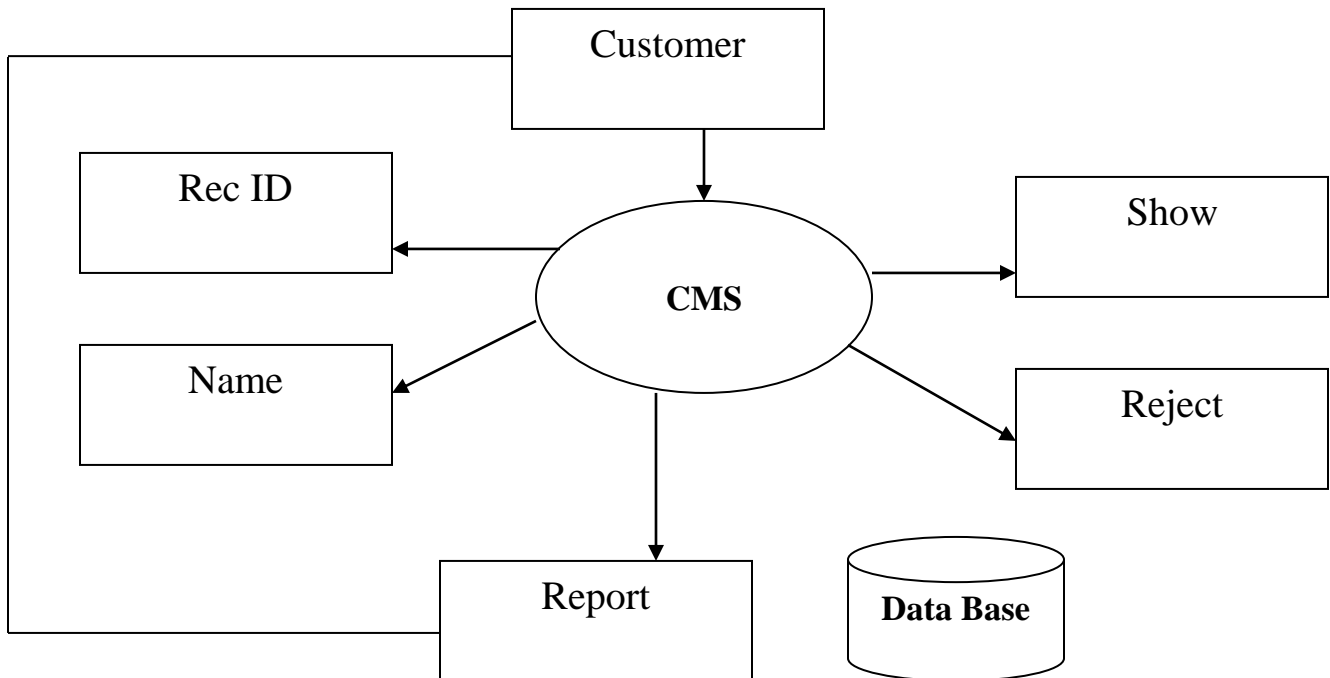 Customer
Rec ID
Show
CMS
Name
Reject
Report
Data Base